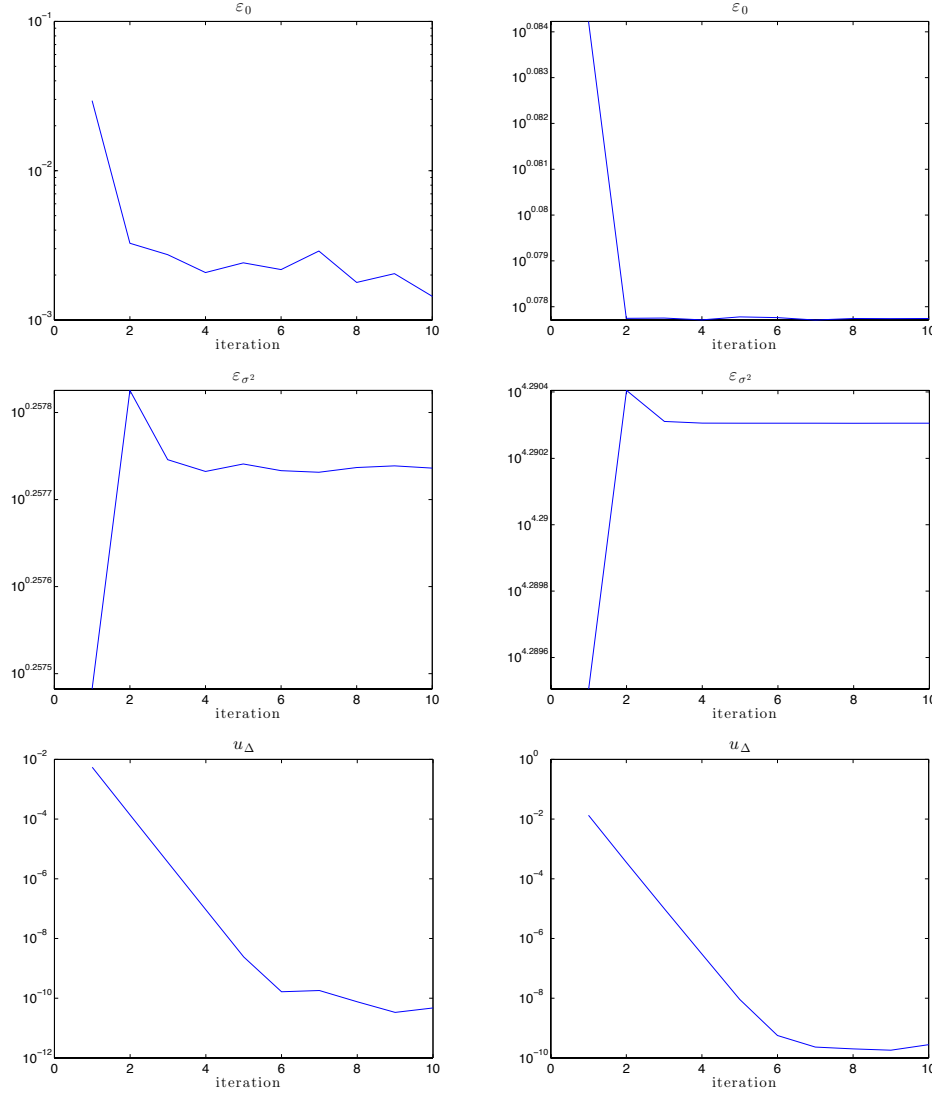 ε₀
10⁻¹
10⁻²
10⁻³
0 2 4 6 8 10
iteration
ε₀
10^0.084
10^0.083
10^0.082
10^0.081
10^0.08
10^0.079
10^0.078
0 2 4 6 8 10
iteration
ε_σ²
10^0.2578
10^0.2577
10^0.2576
10^0.2575
0 2 4 6 8 10
iteration
ε_σ²
10^4.2904
10^4.2902
10^4.29
10^4.2898
10^4.2896
0 2 4 6 8 10
iteration
u_Δ
10⁻²
10⁻⁴
10⁻⁶
10⁻⁸
10⁻¹⁰
10⁻¹²
0 2 4 6 8 10
iteration
u_Δ
10⁰
10⁻²
10⁻⁴
10⁻⁶
10⁻⁸
10⁻¹⁰
0 2 4 6 8 10
iteration